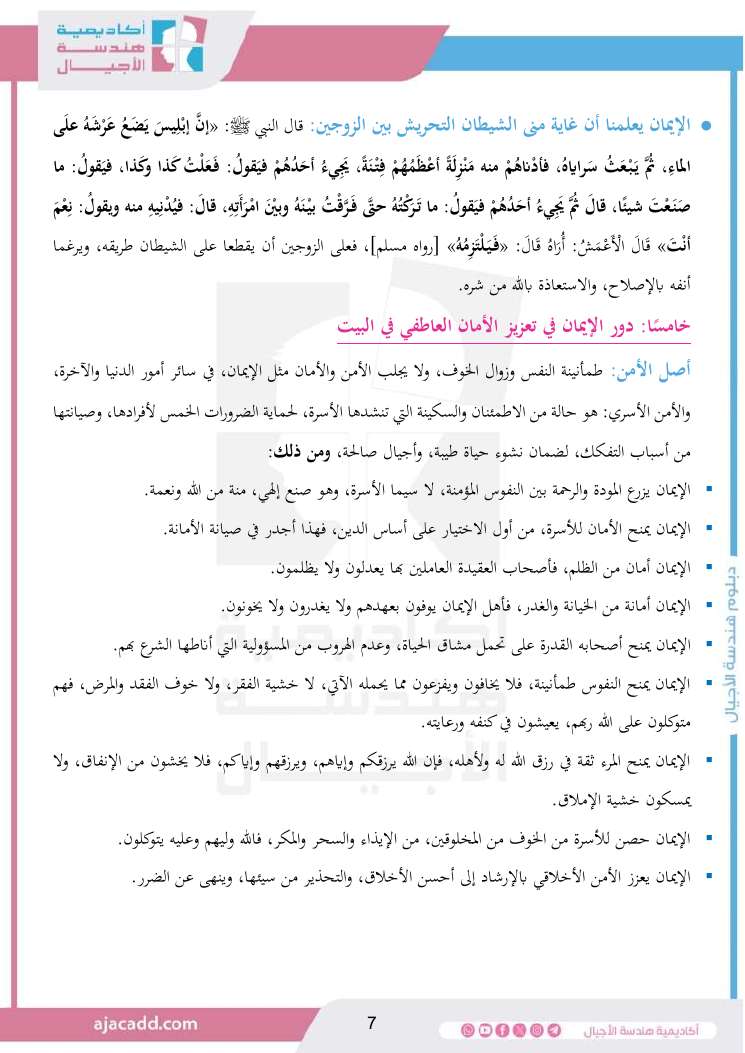 أكاديمية
هندسة
الأجيال
• الإيمان يعلمنا أن غاية منى الشيطان التحريش بين الزوجين: قال النبي ﷺ: «إنَّ إبْلِيسَ يَضَعُ عَرْشَهُ علَى
الماءِ، ثُمَّ يَبْعَثُ سَراياهُ، فأدْناهُمْ منه مَنْزِلَةً أعْظَمُهُمْ فِتْنَةً، يَجِيءُ أحَدُهُمْ فيَقولُ: فَعَلْتُ كَذا وكَذا، فيَقولُ: ما
صَنَعْتَ شيئًا، قالَ ثُمَّ يَجِيءُ أحَدُهُمْ فيَقولُ: ما تَرَكْتُهُ حتَّى فَرَّقْتُ بيْنَهُ وبيْنَ امْرَأَتِهِ، قالَ: فيُدْنِيهِ منه ويقولُ: نِعْمَ
أنْتَ» قَالَ الْأَعْمَشُ: أُرَاهُ قَالَ: «فَيَلْتَزِمُهُ» [رواه مسلم]، فعلى الزوجين أن يقطعا على الشيطان طريقه، ويرغما
أنفه بالإصلاح، والاستعاذة بالله من شره.
خامسًا: دور الإيمان في تعزيز الأمان العاطفي في البيت
أصل الأمن: طمأنينة النفس وزوال الخوف، ولا يجلب الأمن والأمان مثل الإيمان، في سائر أمور الدنيا والآخرة،
والأمن الأسري: هو حالة من الاطمئنان والسكينة التي تنشدها الأسرة، لحماية الضرورات الخمس لأفرادها، وصيانتها
من أسباب التفكك، لضمان نشوء حياة طيبة، وأجيال صالحة، ومن ذلك:
▪ الإيمان يزرع المودة والرحمة بين النفوس المؤمنة، لا سيما الأسرة، وهو صنع إلهي، منة من الله ونعمة.
▪ الإيمان يمنح الأمان للأسرة، من أول الاختيار على أساس الدين، فهذا أجدر في صيانة الأمانة.
▪ الإيمان أمان من الظلم، فأصحاب العقيدة العاملين بها يعدلون ولا يظلمون.
▪ الإيمان أمانة من الخيانة والغدر، فأهل الإيمان يوفون بعهدهم ولا يغدرون ولا يخونون.
▪ الإيمان يمنح أصحابه القدرة على تحمل مشاق الحياة، وعدم الهروب من المسؤولية التي أناطها الشرع بهم.
▪ الإيمان يمنح النفوس طمأنينة، فلا يخافون ويفزعون مما يحمله الآتي، لا خشية الفقر، ولا خوف الفقد والمرض، فهم
متوكلون على الله ربهم، يعيشون في كنفه ورعايته.
▪ الإيمان يمنح المرء ثقة في رزق الله له ولأهله، فإن الله يرزقكم وإياهم، ويرزقهم وإياكم، فلا يخشون من الإنفاق، ولا
يمسكون خشية الإملاق.
▪ الإيمان حصن للأسرة من الخوف من المخلوقين، من الإيذاء والسحر والمكر، فالله وليهم وعليه يتوكلون.
▪ الإيمان يعزز الأمن الأخلاقي بالإرشاد إلى أحسن الأخلاق، والتحذير من سيئها، وينهى عن الضرر.
أكاديمية
هندسة
الأجيال
دبلوم هندسة الأجيال
أكاديمية هندسة الأجيال
7
ajacadd.com